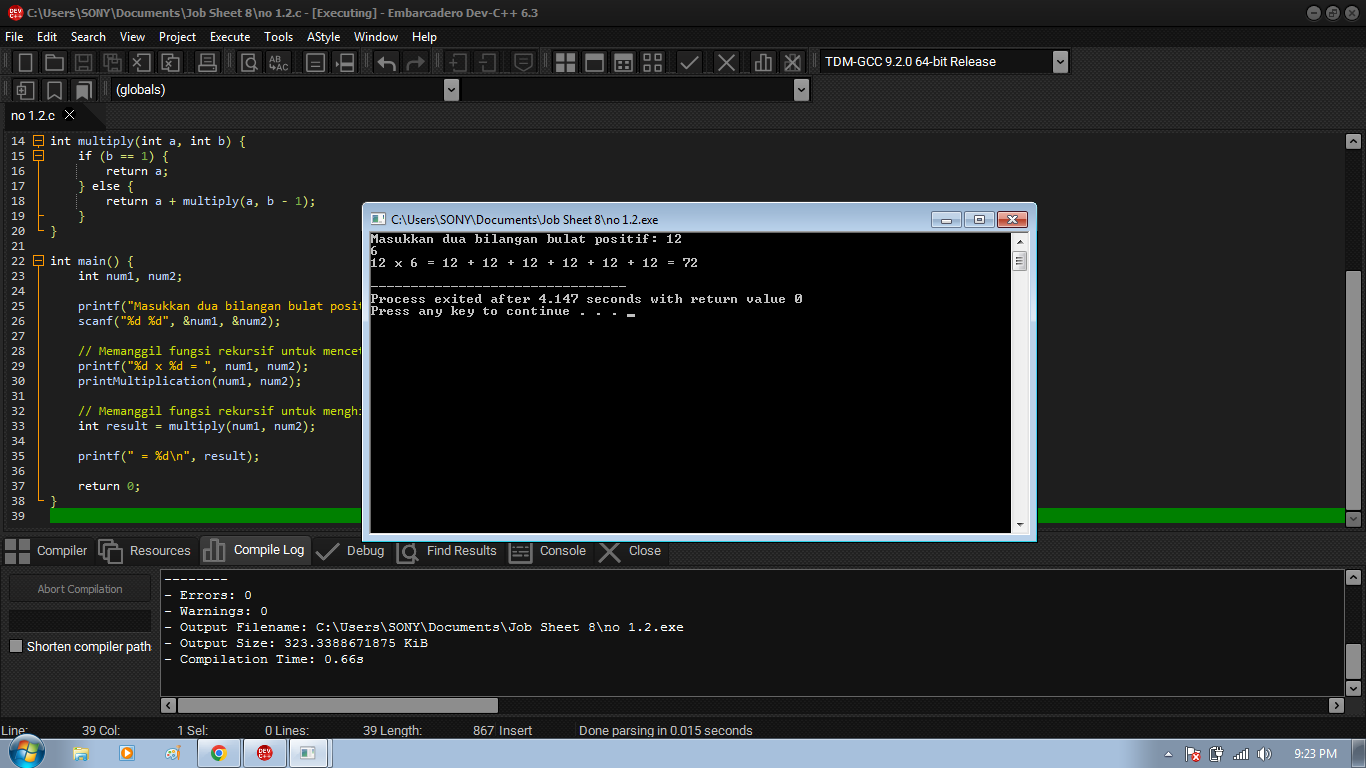 C:\Users\SONY\Documents\Job Sheet 8\no 1.2.c - [Executing] - Embarcadero Dev-C++ 6.3
File Edit Search View Project Execute Tools AStyle Window Help
TDM-GCC 9.2.0 64-bit Release
(globals)
no 1.2.c
14 int multiply(int a, int b) {
15 if (b == 1) {
16 return a;
17 } else {
18 return a + multiply(a, b - 1);
19 }
20 }
21
22 int main() {
23 int num1, num2;
24
25 printf("Masukkan dua bilangan bulat posit
26 scanf("%d %d", &num1, &num2);
27
28 // Memanggil fungsi rekursif untuk mencet
29 printf("%d x %d = ", num1, num2);
30 printMultiplication(num1, num2);
31
32 // Memanggil fungsi rekursif untuk menghi
33 int result = multiply(num1, num2);
34
35 printf(" = %d\n", result);
36
37 return 0;
38 }
39
C:\Users\SONY\Documents\Job Sheet 8\no 1.2.exe
Masukkan dua bilangan bulat positif: 12
6
12 x 6 = 12 + 12 + 12 + 12 + 12 + 12 = 72
--------------------------------
Process exited after 4.147 seconds with return value 0
Press any key to continue . . . _
Compiler Resources Compile Log Debug Find Results Console Close
Abort Compilation
Shorten compiler path
--------
- Errors: 0
- Warnings: 0
- Output Filename: C:\Users\SONY\Documents\Job Sheet 8\no 1.2.exe
- Output Size: 323.3388671875 KiB
- Compilation Time: 0.66s
Line: 39 Col: 1 Sel: 0 Lines: 39 Length: 867 Insert Done parsing in 0.015 seconds
9:23 PM